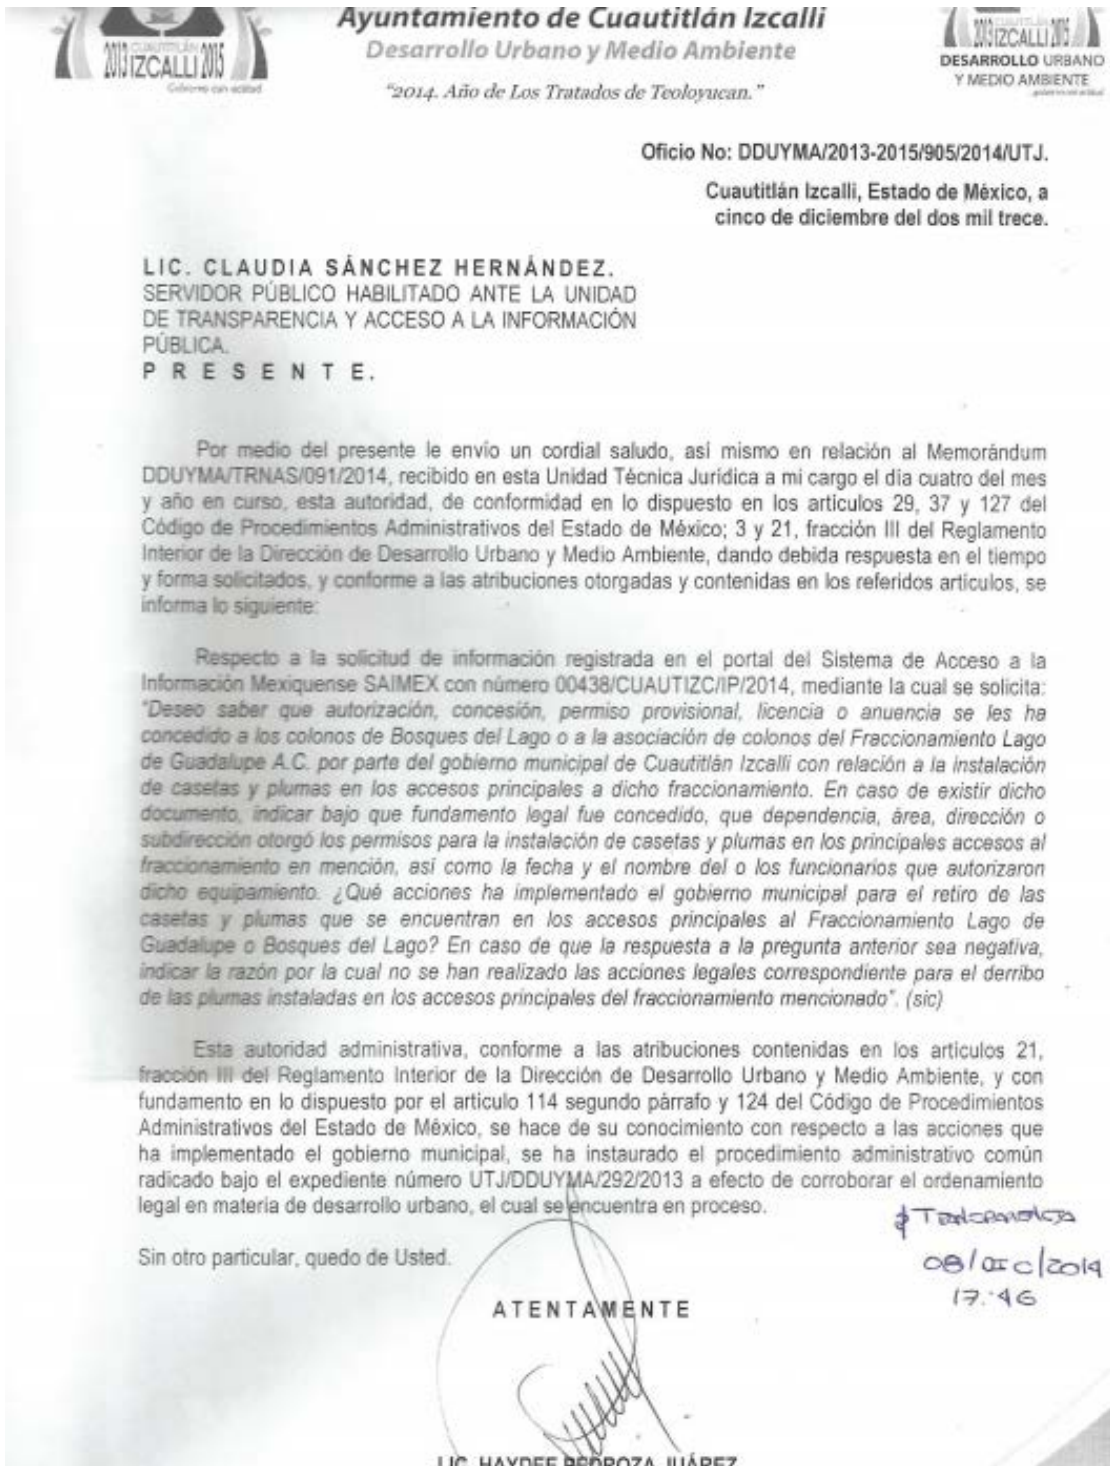 Ayuntamiento de Cuautitlán Izcalli
Desarrollo Urbano y Medio Ambiente
"2014. Año de Los Tratados de Teoloyucan."
2013 CUAUTITLÁN 2015
IZCALLI
Gobierno con actitud
2013 IZCALLI 2015
DESARROLLO URBANO
Y MEDIO AMBIENTE
Oficio No: DDUYMA/2013-2015/905/2014/UTJ.
Cuautitlán Izcalli, Estado de México, a
cinco de diciembre del dos mil trece.
LIC. CLAUDIA SÁNCHEZ HERNÁNDEZ.
SERVIDOR PÚBLICO HABILITADO ANTE LA UNIDAD
DE TRANSPARENCIA Y ACCESO A LA INFORMACIÓN
PÚBLICA.
P R E S E N T E.
Por medio del presente le envío un cordial saludo, así mismo en relación al Memorándum
DDUYMA/TRNAS/091/2014, recibido en esta Unidad Técnica Jurídica a mi cargo el día cuatro del mes
y año en curso, esta autoridad, de conformidad en lo dispuesto en los artículos 29, 37 y 127 del
Código de Procedimientos Administrativos del Estado de México; 3 y 21, fracción III del Reglamento
Interior de la Dirección de Desarrollo Urbano y Medio Ambiente, dando debida respuesta en el tiempo
y forma solicitados, y conforme a las atribuciones otorgadas y contenidas en los referidos artículos, se
informa lo siguiente:
Respecto a la solicitud de información registrada en el portal del Sistema de Acceso a la
Información Mexiquense SAIMEX con número 00438/CUAUTIZC/IP/2014, mediante la cual se solicita:
"Deseo saber que autorización, concesión, permiso provisional, licencia o anuencia se les ha
concedido a los colonos de Bosques del Lago o a la asociación de colonos del Fraccionamiento Lago
de Guadalupe A.C. por parte del gobierno municipal de Cuautitlán Izcalli con relación a la instalación
de casetas y plumas en los accesos principales a dicho fraccionamiento. En caso de existir dicho
documento, indicar bajo que fundamento legal fue concedido, que dependencia, área, dirección o
subdirección otorgó los permisos para la instalación de casetas y plumas en los principales accesos al
fraccionamiento en mención, así como la fecha y el nombre del o los funcionarios que autorizaron
dicho equipamiento. ¿Qué acciones ha implementado el gobierno municipal para el retiro de las
casetas y plumas que se encuentran en los accesos principales al Fraccionamiento Lago de
Guadalupe o Bosques del Lago? En caso de que la respuesta a la pregunta anterior sea negativa,
indicar la razón por la cual no se han realizado las acciones legales correspondiente para el derribo
de las plumas instaladas en los accesos principales del fraccionamiento mencionado". (sic)
Esta autoridad administrativa, conforme a las atribuciones contenidas en los artículos 21,
fracción III del Reglamento Interior de la Dirección de Desarrollo Urbano y Medio Ambiente, y con
fundamento en lo dispuesto por el artículo 114 segundo párrafo y 124 del Código de Procedimientos
Administrativos del Estado de México, se hace de su conocimiento con respecto a las acciones que
ha implementado el gobierno municipal, se ha instaurado el procedimiento administrativo común
radicado bajo el expediente número UTJ/DDUYMA/292/2013 a efecto de corroborar el ordenamiento
legal en materia de desarrollo urbano, el cual se encuentra en proceso.
Transparencia
08/DIC/2014
17:46
Sin otro particular, quedo de Usted.
ATENTAMENTE
LIC. HAYDEE PEDROZA JUÁREZ